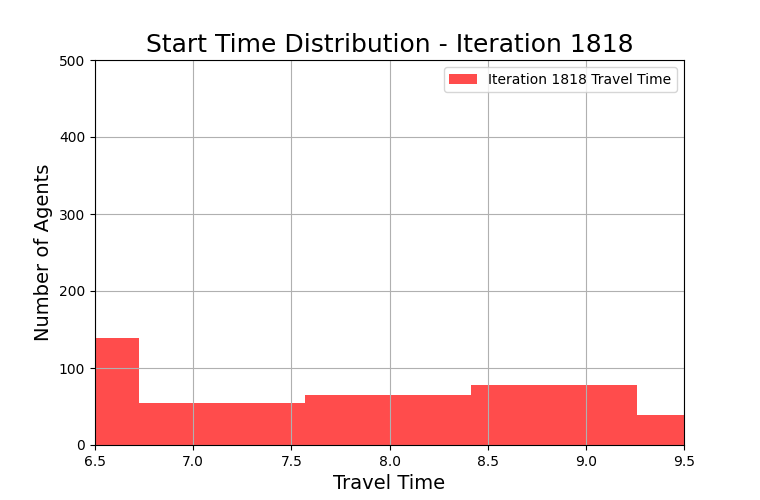 Start Time Distribution - Iteration 1818
Iteration 1818 Travel Time
Number of Agents
500
400
300
200
100
0
6.5 7.0 7.5 8.0 8.5 9.0 9.5
Travel Time